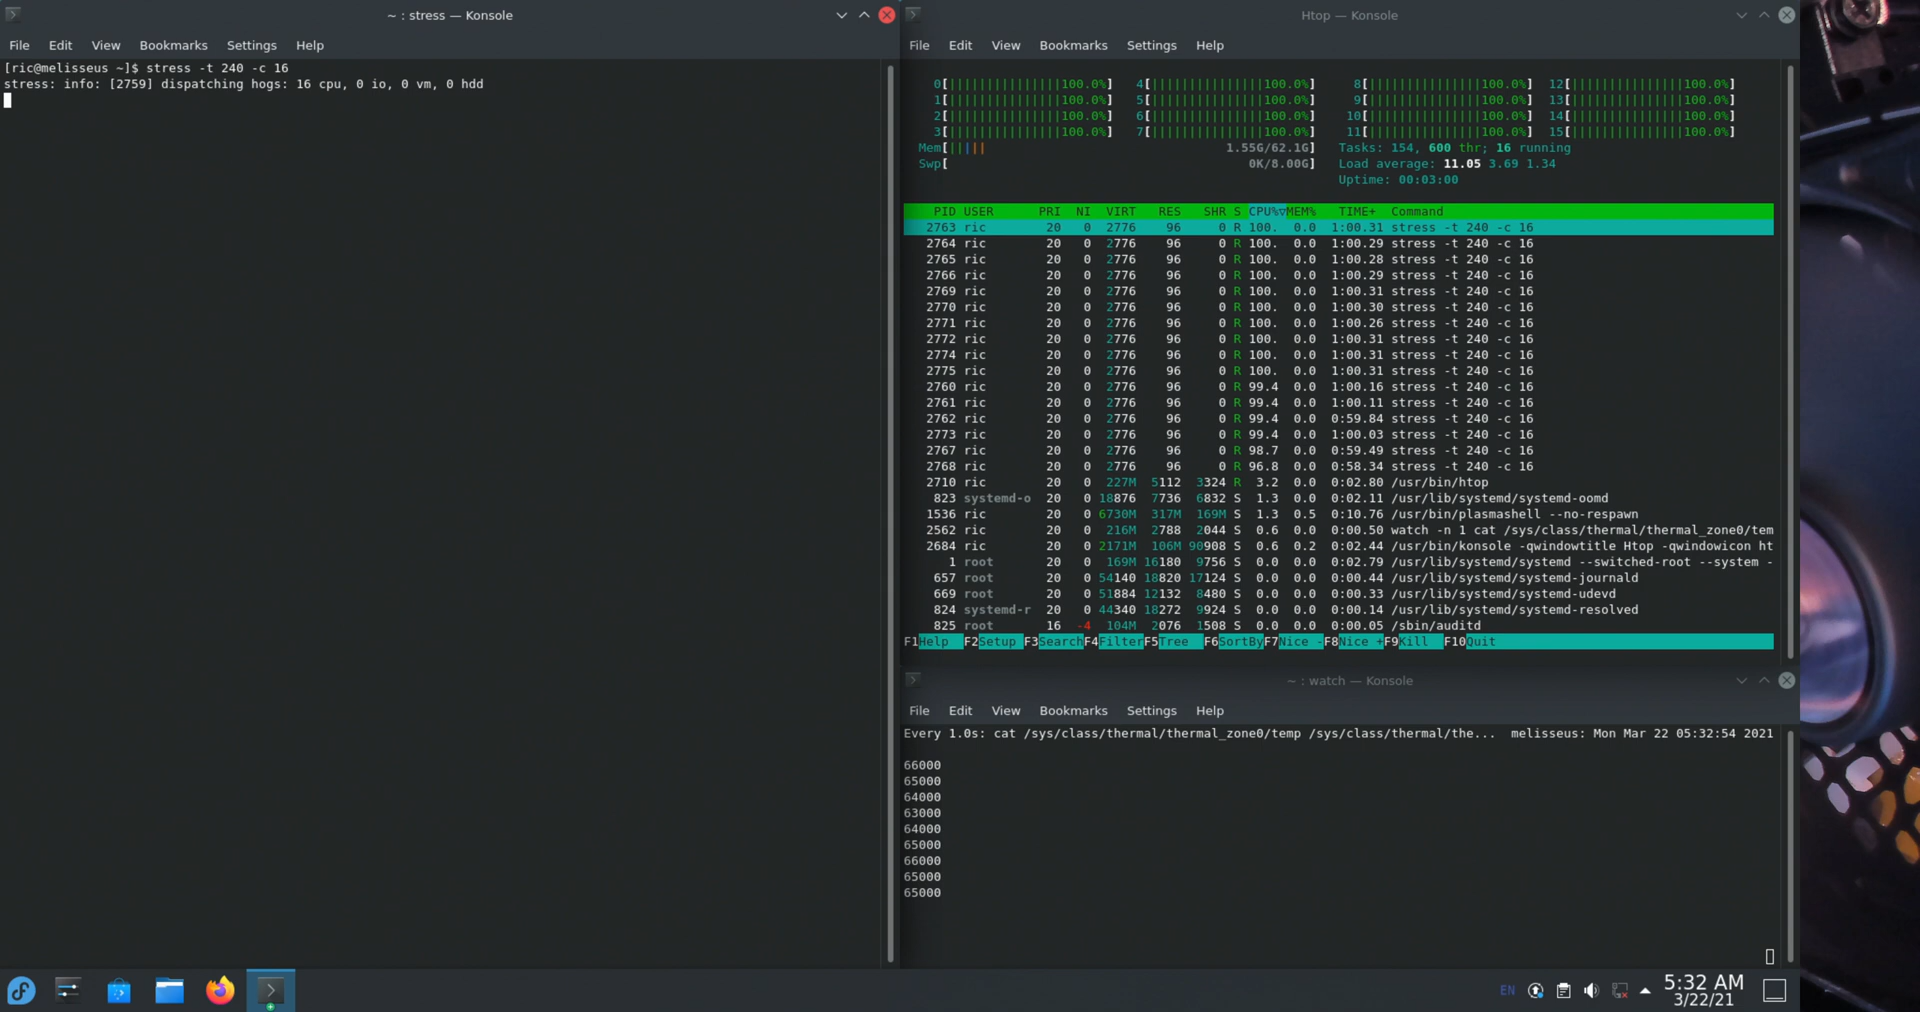 ~ : stress — Konsole
File Edit View Bookmarks Settings Help
[ric@melisseus ~]$ stress -t 240 -c 16
stress: info: [2759] dispatching hogs: 16 cpu, 0 io, 0 vm, 0 hdd
Htop — Konsole
File Edit View Bookmarks Settings Help
0[||||||||||||||||100.0%] 4[||||||||||||||||100.0%] 8[||||||||||||||||100.0%] 12[||||||||||||||||100.0%]
1[||||||||||||||||100.0%] 5[||||||||||||||||100.0%] 9[||||||||||||||||100.0%] 13[||||||||||||||||100.0%]
2[||||||||||||||||100.0%] 6[||||||||||||||||100.0%] 10[||||||||||||||||100.0%] 14[||||||||||||||||100.0%]
3[||||||||||||||||100.0%] 7[||||||||||||||||100.0%] 11[||||||||||||||||100.0%] 15[||||||||||||||||100.0%]
Mem[||||| 1.55G/62.1G] Tasks: 154, 600 thr; 16 running
Swp[ 0K/8.00G] Load average: 11.05 3.69 1.34
Uptime: 00:03:00
PID USER PRI NI VIRT RES SHR S CPU%▽MEM% TIME+ Command
2763 ric 20 0 2776 96 0 R 100. 0.0 1:00.31 stress -t 240 -c 16
2764 ric 20 0 2776 96 0 R 100. 0.0 1:00.29 stress -t 240 -c 16
2765 ric 20 0 2776 96 0 R 100. 0.0 1:00.28 stress -t 240 -c 16
2766 ric 20 0 2776 96 0 R 100. 0.0 1:00.29 stress -t 240 -c 16
2769 ric 20 0 2776 96 0 R 100. 0.0 1:00.31 stress -t 240 -c 16
2770 ric 20 0 2776 96 0 R 100. 0.0 1:00.30 stress -t 240 -c 16
2771 ric 20 0 2776 96 0 R 100. 0.0 1:00.26 stress -t 240 -c 16
2772 ric 20 0 2776 96 0 R 100. 0.0 1:00.31 stress -t 240 -c 16
2774 ric 20 0 2776 96 0 R 100. 0.0 1:00.31 stress -t 240 -c 16
2775 ric 20 0 2776 96 0 R 100. 0.0 1:00.31 stress -t 240 -c 16
2760 ric 20 0 2776 96 0 R 99.4 0.0 1:00.16 stress -t 240 -c 16
2761 ric 20 0 2776 96 0 R 99.4 0.0 1:00.11 stress -t 240 -c 16
2762 ric 20 0 2776 96 0 R 99.4 0.0 0:59.84 stress -t 240 -c 16
2773 ric 20 0 2776 96 0 R 99.4 0.0 1:00.03 stress -t 240 -c 16
2767 ric 20 0 2776 96 0 R 98.7 0.0 0:59.49 stress -t 240 -c 16
2768 ric 20 0 2776 96 0 R 96.8 0.0 0:58.34 stress -t 240 -c 16
2710 ric 20 0 227M 5112 3324 R 3.2 0.0 0:02.80 /usr/bin/htop
823 systemd-o 20 0 18876 7736 6832 S 1.3 0.0 0:02.11 /usr/lib/systemd/systemd-oomd
1536 ric 20 0 6730M 317M 169M S 1.3 0.5 0:10.76 /usr/bin/plasmashell --no-respawn
2562 ric 20 0 216M 2788 2044 S 0.6 0.0 0:00.50 watch -n 1 cat /sys/class/thermal/thermal_zone0/tem
2684 ric 20 0 2171M 106M 90908 S 0.6 0.2 0:02.44 /usr/bin/konsole -qwindowtitle Htop -qwindowicon ht
1 root 20 0 169M 16180 9756 S 0.0 0.0 0:02.79 /usr/lib/systemd/systemd --switched-root --system -
657 root 20 0 54140 18820 17124 S 0.0 0.0 0:00.44 /usr/lib/systemd/systemd-journald
669 root 20 0 51884 12132 8480 S 0.0 0.0 0:00.33 /usr/lib/systemd/systemd-udevd
824 systemd-r 20 0 44340 18272 9924 S 0.0 0.0 0:00.14 /usr/lib/systemd/systemd-resolved
825 root 16 -4 104M 2076 1508 S 0.0 0.0 0:00.05 /sbin/auditd
F1Help F2Setup F3SearchF4FilterF5Tree F6SortByF7Nice -F8Nice +F9Kill F10Quit
~ : watch — Konsole
File Edit View Bookmarks Settings Help
Every 1.0s: cat /sys/class/thermal/thermal_zone0/temp /sys/class/thermal/the... melisseus: Mon Mar 22 05:32:54 2021
66000
65000
64000
63000
64000
65000
66000
65000
65000
EN 5:32 AM
3/22/21